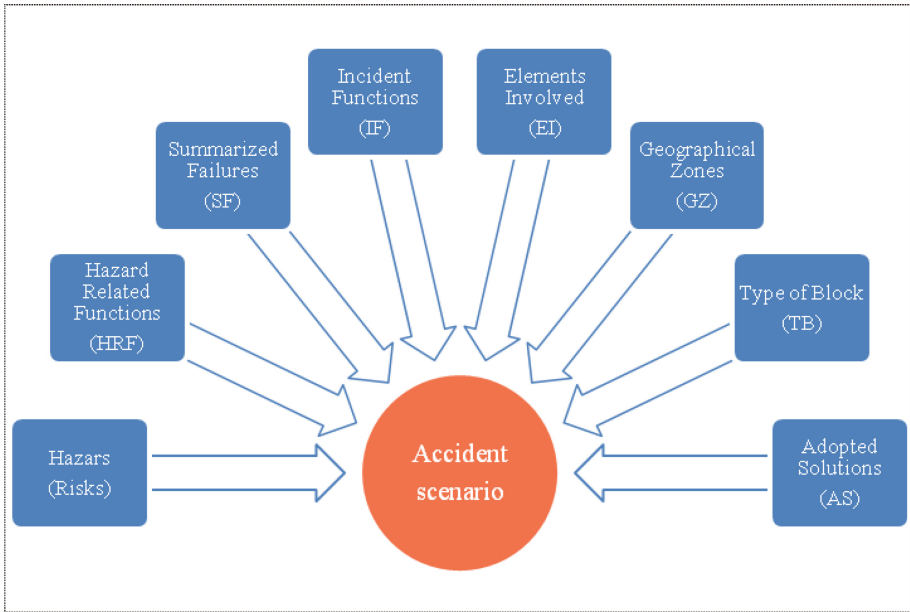 Incident
Functions
(IF)
Elements
Involved
(EI)
Summarized
Failures
(SF)
Geographical
Zones
(GZ)
Hazard
Related
Functions
(HRF)
Type of Block
(TB)
Hazars
(Risks)
Accident
scenario
Adopted
Solutions
(AS)